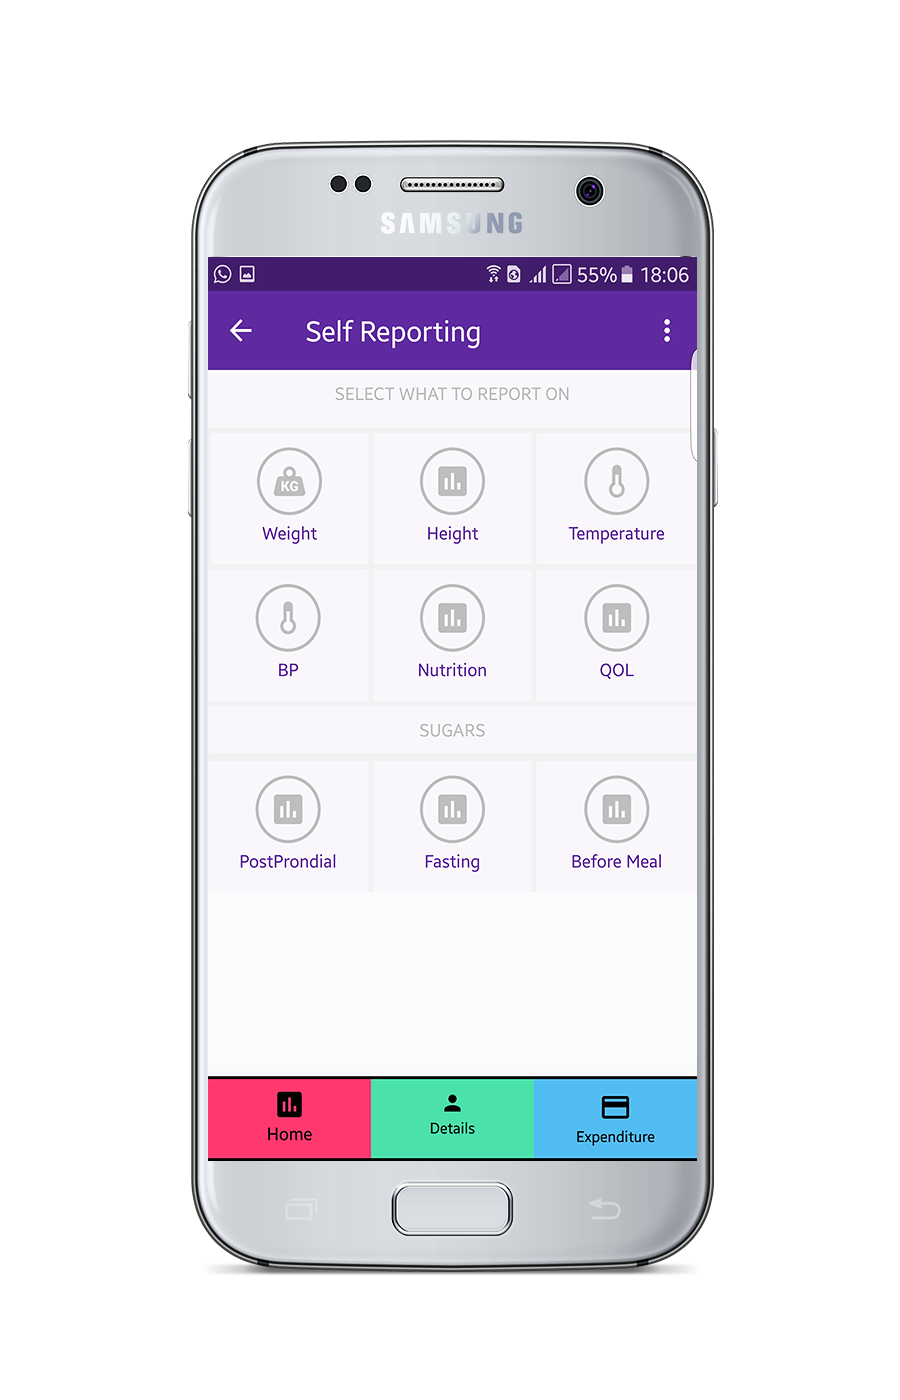 SAMSUNG
55% 18:06
Self Reporting
SELECT WHAT TO REPORT ON
KG
Weight Height Temperature
BP Nutrition QOL
SUGARS
PostProndial Fasting Before Meal
Home Details Expenditure